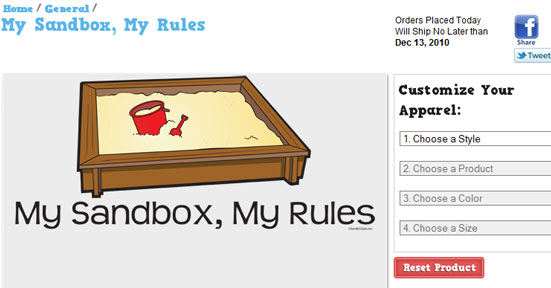 Home / General /
My Sandbox, My Rules
Orders Placed Today
Will Ship No Later than
Dec 13, 2010
Share
Tweet
My Sandbox, My Rules
Customize Your
Apparel:
1. Choose a Style
2. Choose a Product
3. Choose a Color
4. Choose a Size
Reset Product